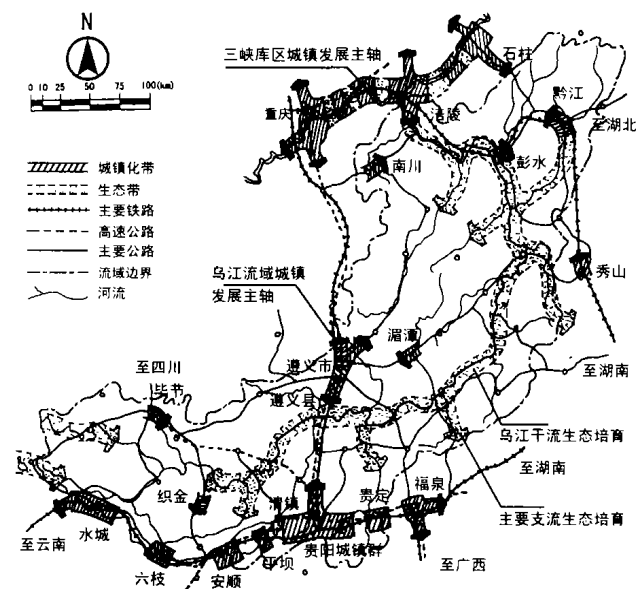 N
0 10 25 50 75 100(km)
城镇化带
生态带
主要铁路
高速公路
主要公路
流域边界
河流
三峡库区城镇发展主轴
石柱
黔江
至湖北
重庆
涪陵
南川
彭水
秀山
乌江流域城镇
发展主轴
湄潭
遵义市
至四川
毕节
遵义县
至湖南
乌江干流生态培育
至湖南
织金
清镇
贵定
福泉
主要支流生态培育
水城
至云南
贵阳城镇群
平坝
六枝
安顺
至广西